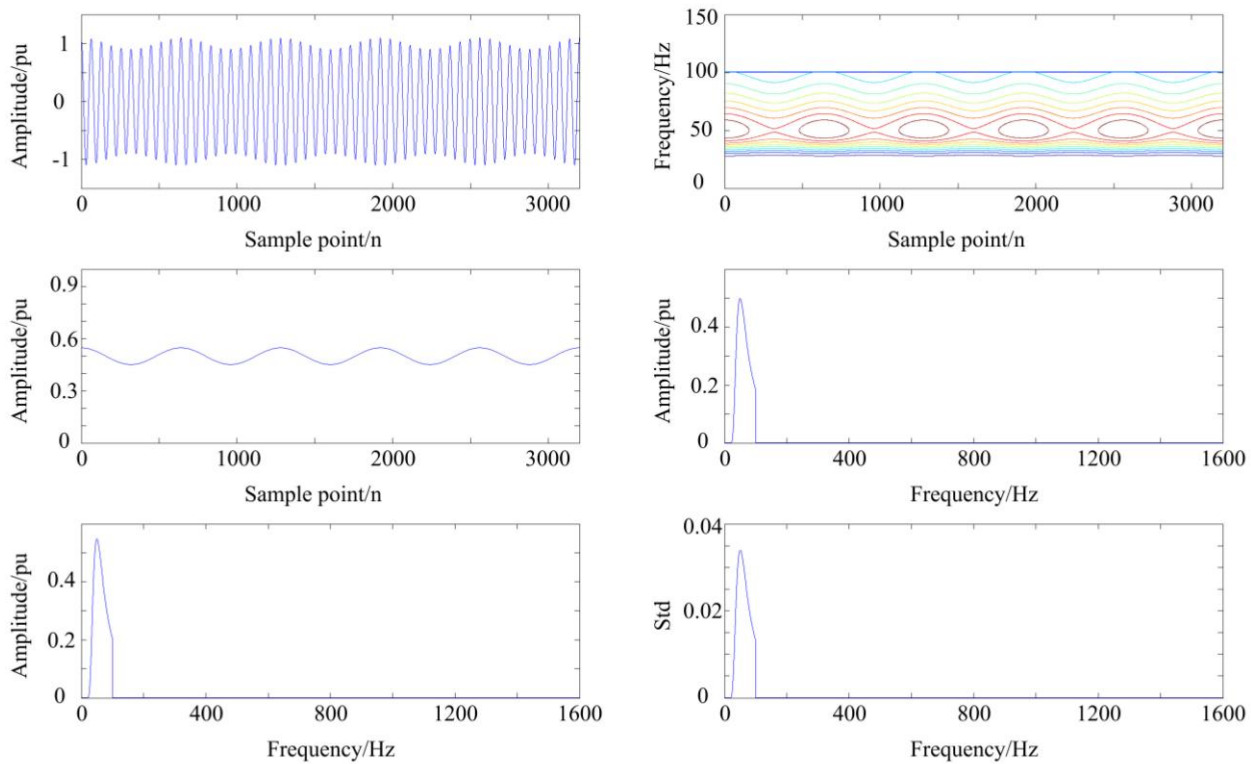 Amplitude/pu
1
0
-1
0 1000 2000 3000
Sample point/n
Frequency/Hz
150
100
50
0
0 1000 2000 3000
Sample point/n
Amplitude/pu
0.9
0.6
0.3
0
0 1000 2000 3000
Sample point/n
Amplitude/pu
0.4
0.2
0
0 400 800 1200 1600
Frequency/Hz
Amplitude/pu
0.4
0.2
0
0 400 800 1200 1600
Frequency/Hz
Std
0.04
0.02
0
0 400 800 1200 1600
Frequency/Hz